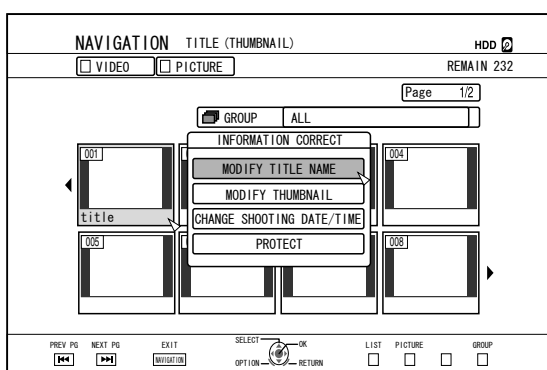 NAVIGATION TITLE (THUMBNAIL) HDD
VIDEO PICTURE REMAIN 232
Page 1/2
GROUP ALL
INFORMATION CORRECT
001
004
MODIFY TITLE NAME
MODIFY THUMBNAIL
title
CHANGE SHOOTING DATE/TIME
005
PROTECT
008
PREV PG NEXT PG EXIT SELECT OK LIST PICTURE GROUP
NAVIGATION
OPTION RETURN